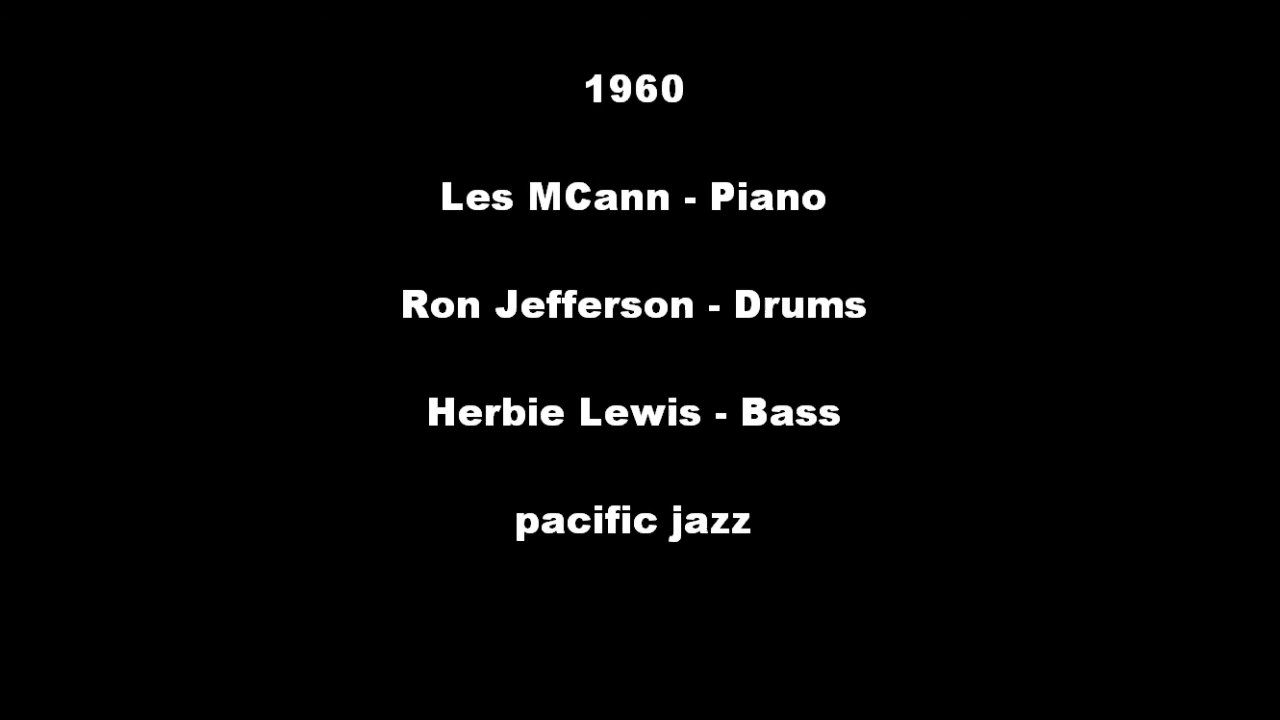 1960
Les MCann - Piano
Ron Jefferson - Drums
Herbie Lewis - Bass
pacific jazz